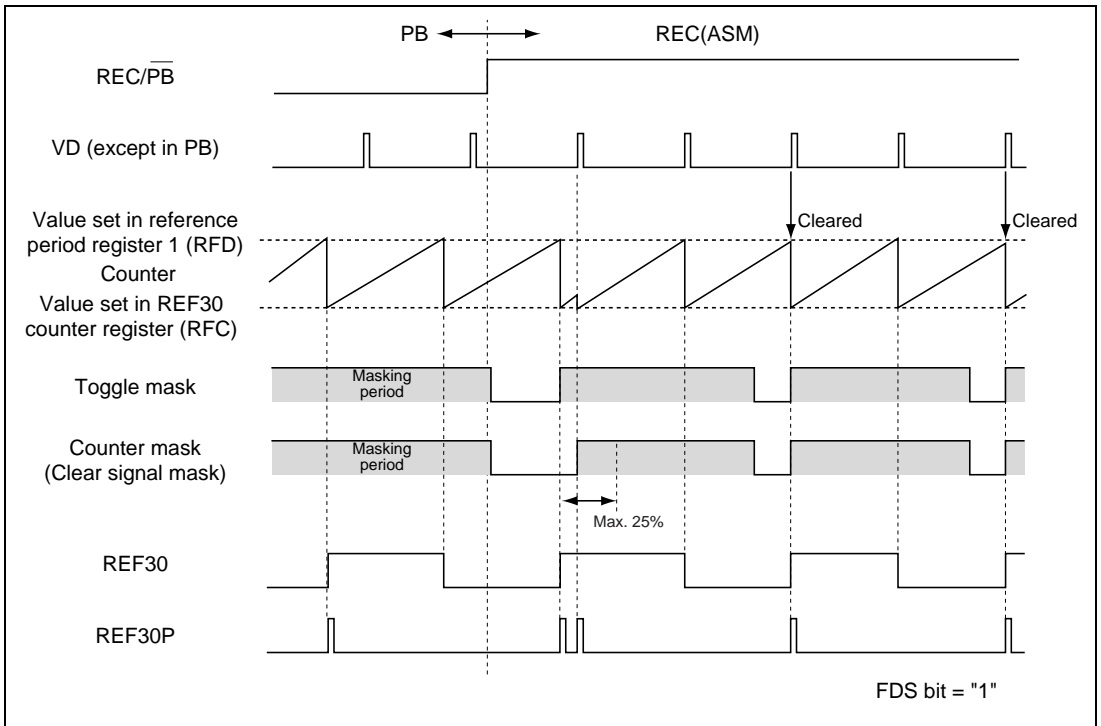 PB
REC(ASM)
REC/P̅B̅
VD (except in PB)
Value set in reference
period register 1 (RFD)
Cleared
Cleared
Counter
Value set in REF30
counter register (RFC)
Toggle mask
Masking
period
Counter mask
(Clear signal mask)
Masking
period
Max. 25%
REF30
REF30P
FDS bit = "1"